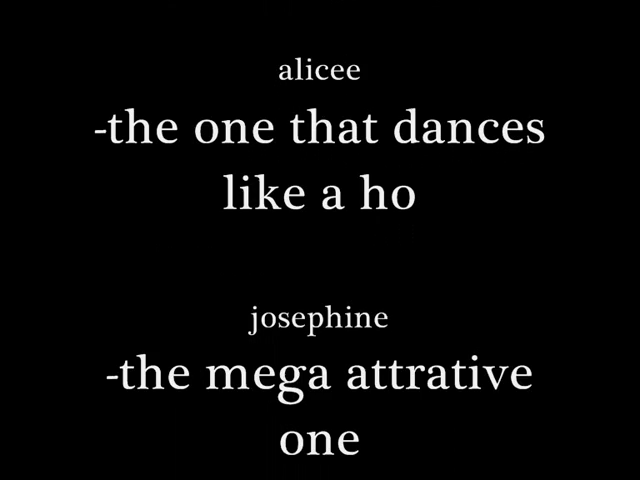 alicee
-the one that dances
like a ho
josephine
-the mega attrative
one